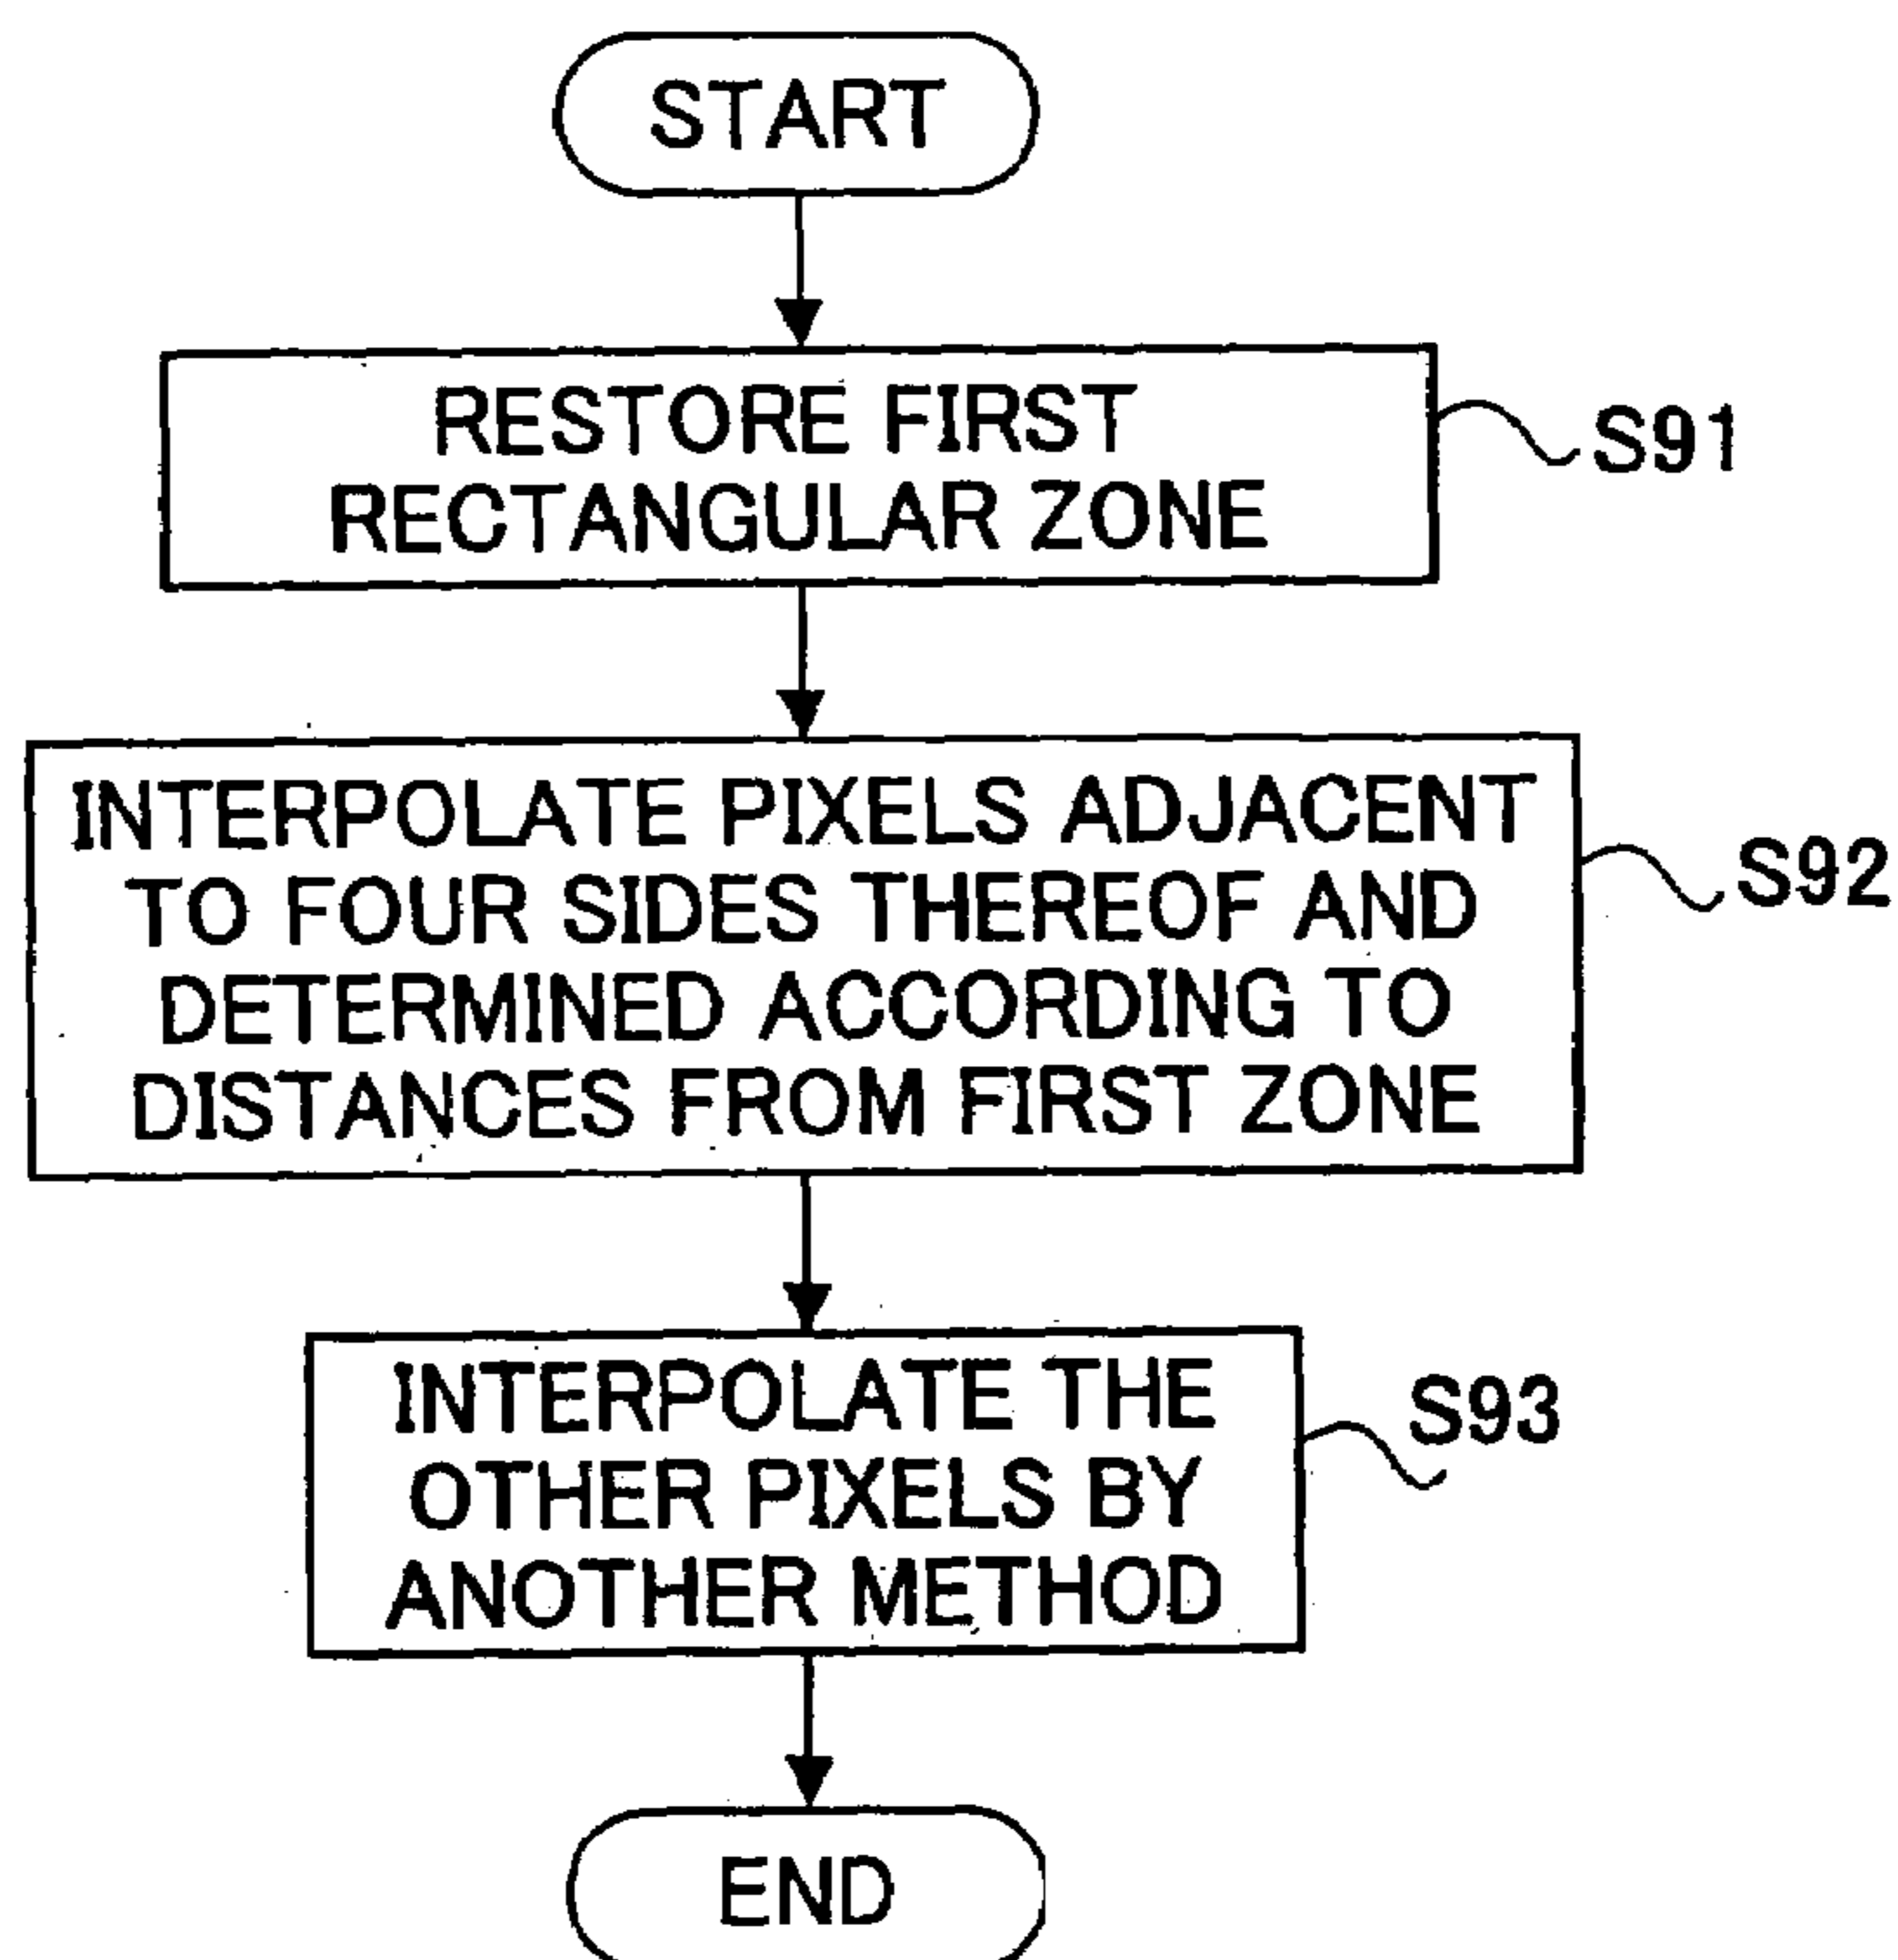 START
RESTORE FIRST
RECTANGULAR ZONE
S91
INTERPOLATE PIXELS ADJACENT
TO FOUR SIDES THEREOF AND
DETERMINED ACCORDING TO
DISTANCES FROM FIRST ZONE
S92
INTERPOLATE THE
OTHER PIXELS BY
ANOTHER METHOD
S93
END